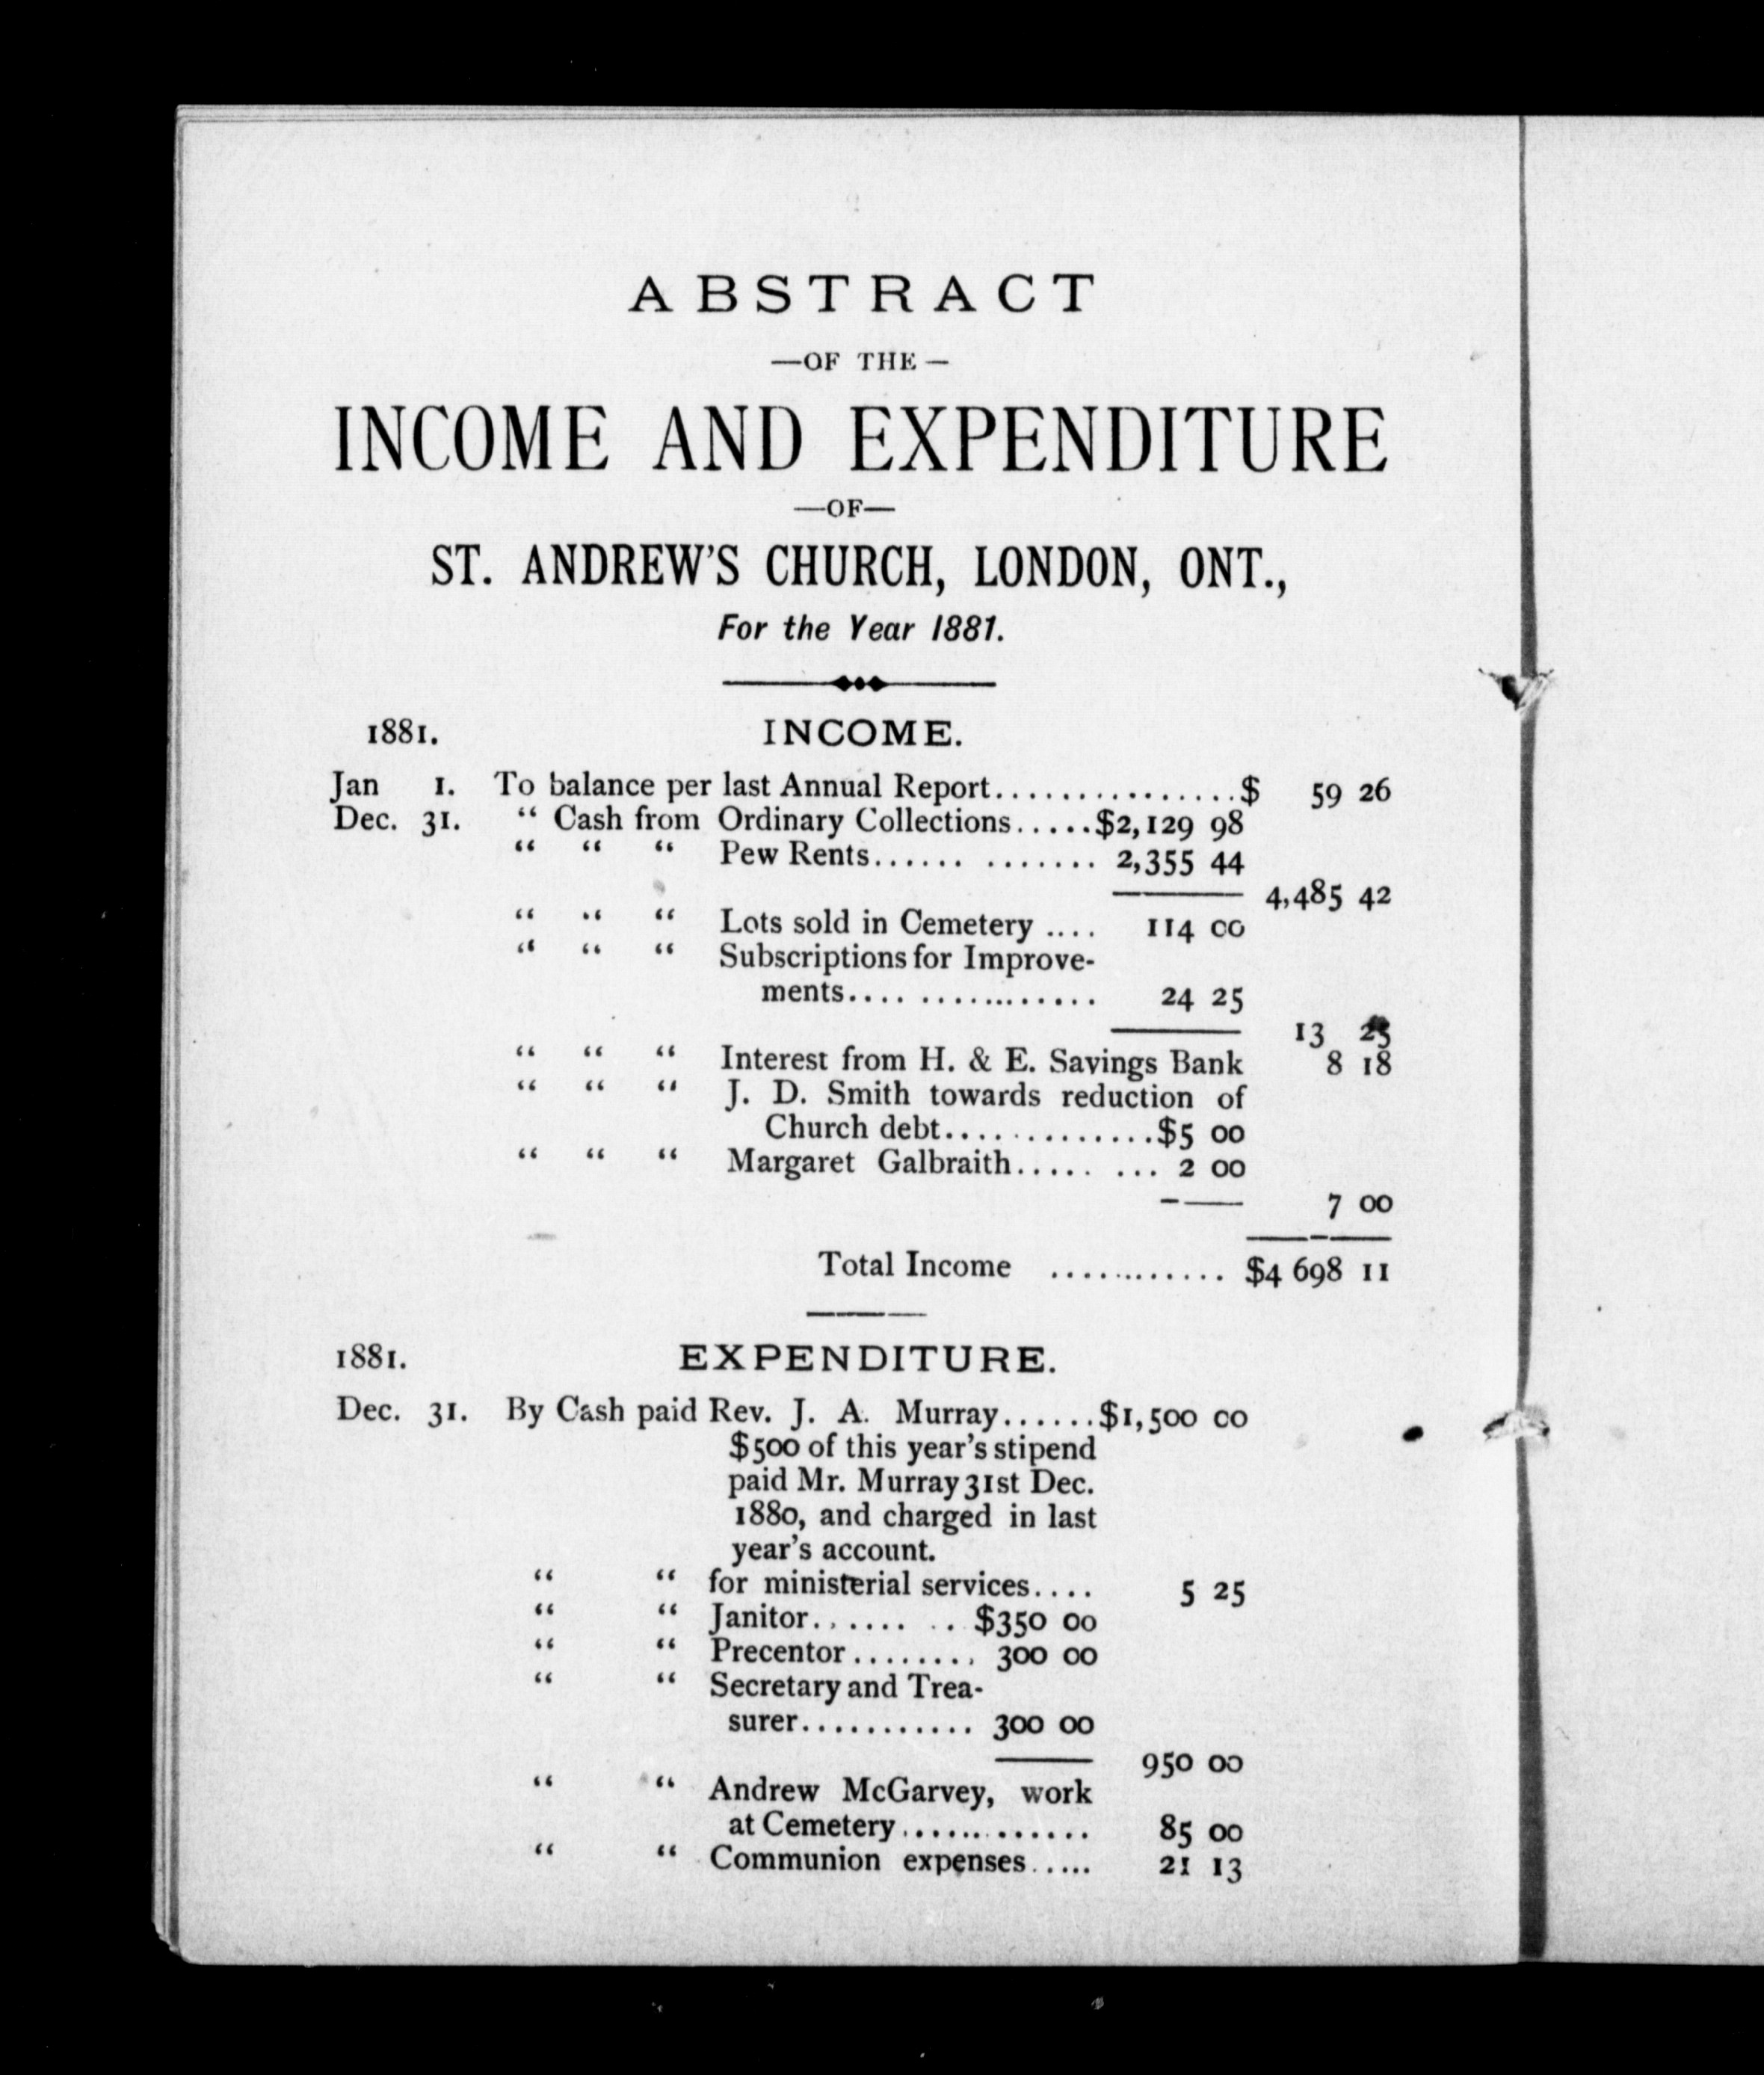 ABSTRACT
—OF THE—
INCOME AND EXPENDITURE
—OF—
ST. ANDREW'S CHURCH, LONDON, ONT.,
For the Year 1881.
1881. INCOME.
Jan 1. To balance per last Annual Report...............$ 59 26
Dec. 31. “ Cash from Ordinary Collections.....$2,129 98
“ “ “ Pew Rents...... ....... 2,355 44
4,485 42
“ “ “ Lots sold in Cemetery .... 114 00
“ “ “ Subscriptions for Improve-
ments.... ........... 24 25
13 25
“ “ “ Interest from H. & E. Savings Bank 8 18
“ “ “ J. D. Smith towards reduction of
Church debt..............$5 00
“ “ “ Margaret Galbraith..... ... 2 00
7 00
Total Income ............ $4 698 11
1881. EXPENDITURE.
Dec. 31. By Cash paid Rev. J. A. Murray......$1,500 00
$500 of this year's stipend
paid Mr. Murray 31st Dec.
1880, and charged in last
year's account.
“ “ for ministerial services.... 5 25
“ “ Janitor...... .. $350 00
“ “ Precentor........ 300 00
“ “ Secretary and Trea-
surer........... 300 00
950 00
“ “ Andrew McGarvey, work
at Cemetery............ 85 00
“ “ Communion expenses..... 21 13